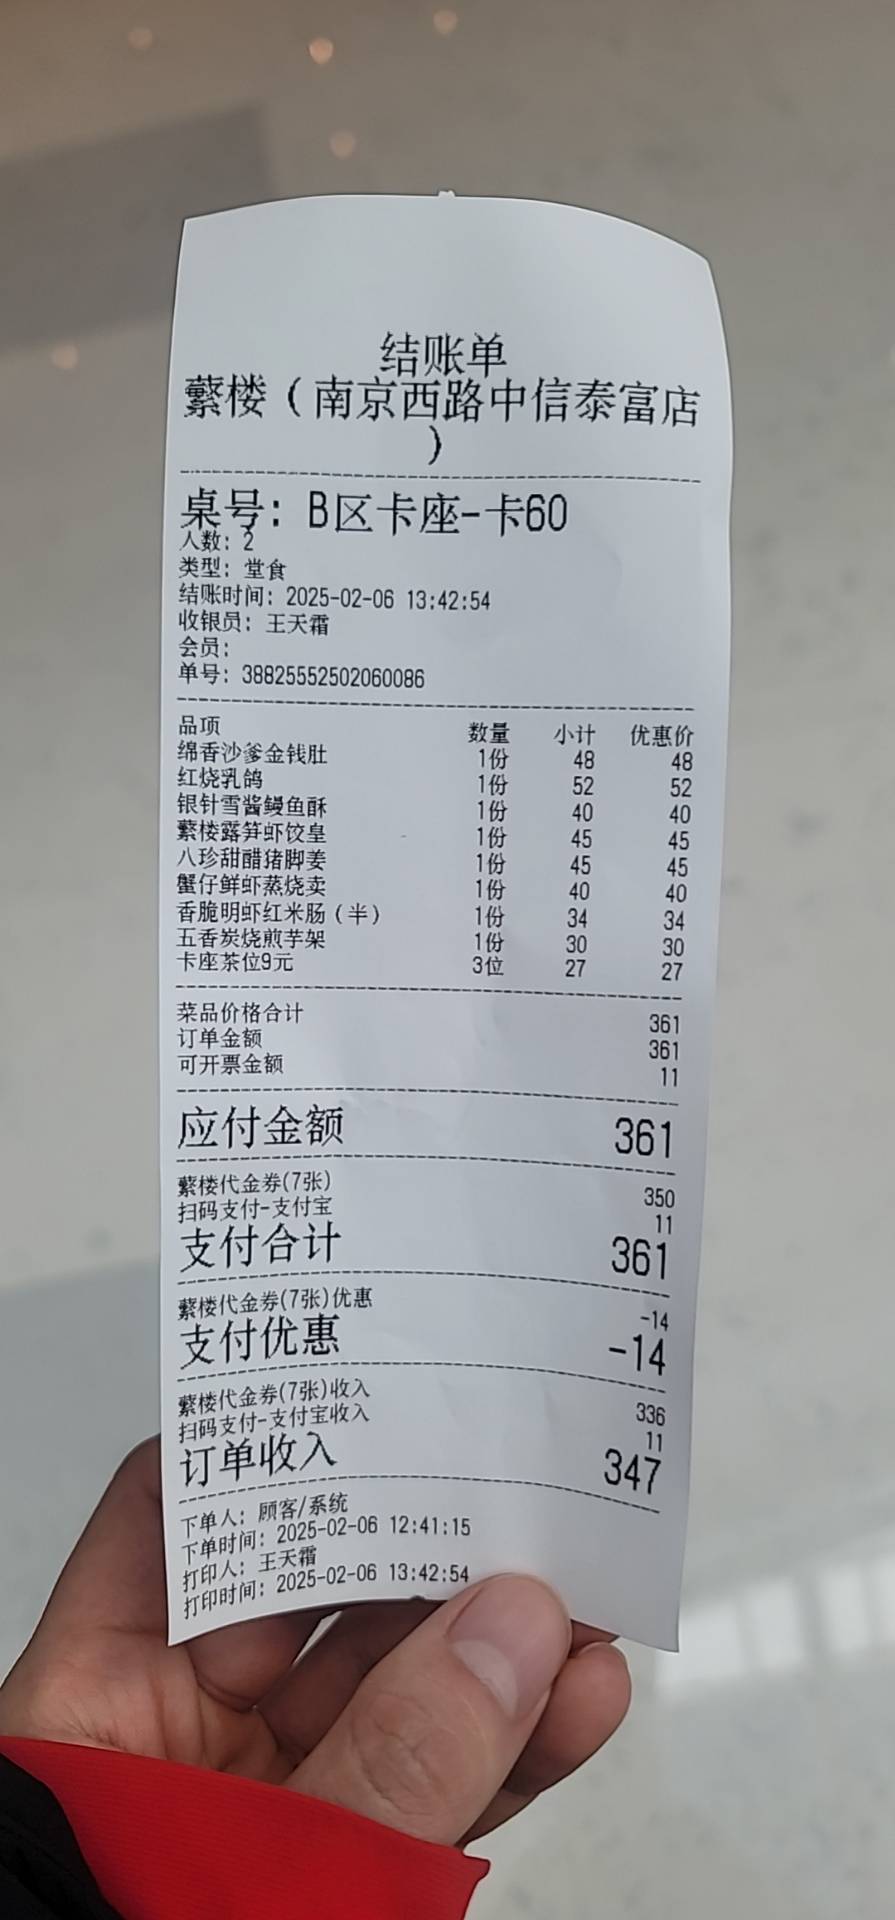 结账单
蘩楼（南京西路中信泰富店
）
桌号: B区卡座-卡60
人数: 2
类型: 堂食
结账时间: 2025-02-06 13:42:54
收银员: 王天霜
会员:
单号: 38825552502060086
品项 数量 小计 优惠价
绵香沙爹金钱肚 1份 48 48
红烧乳鸽 1份 52 52
银针雪酱鳗鱼酥 1份 40 40
蘩楼露笋虾饺皇 1份 45 45
八珍甜醋猪脚姜 1份 45 45
蟹仔鲜虾蒸烧卖 1份 40 40
香脆明虾红米肠（半） 1份 34 34
五香炭烧煎芋架 1份 30 30
卡座茶位9元 3位 27 27
菜品价格合计 361
订单金额 361
可开票金额 11
应付金额 361
蘩楼代金券(7张) 350
扫码支付-支付宝 11
支付合计 361
蘩楼代金券(7张)优惠 -14
支付优惠 -14
蘩楼代金券(7张)收入 336
扫码支付-支付宝收入 11
订单收入 347
下单人: 顾客/系统
下单时间: 2025-02-06 12:41:15
打印人: 王天霜
打印时间: 2025-02-06 13:42:54